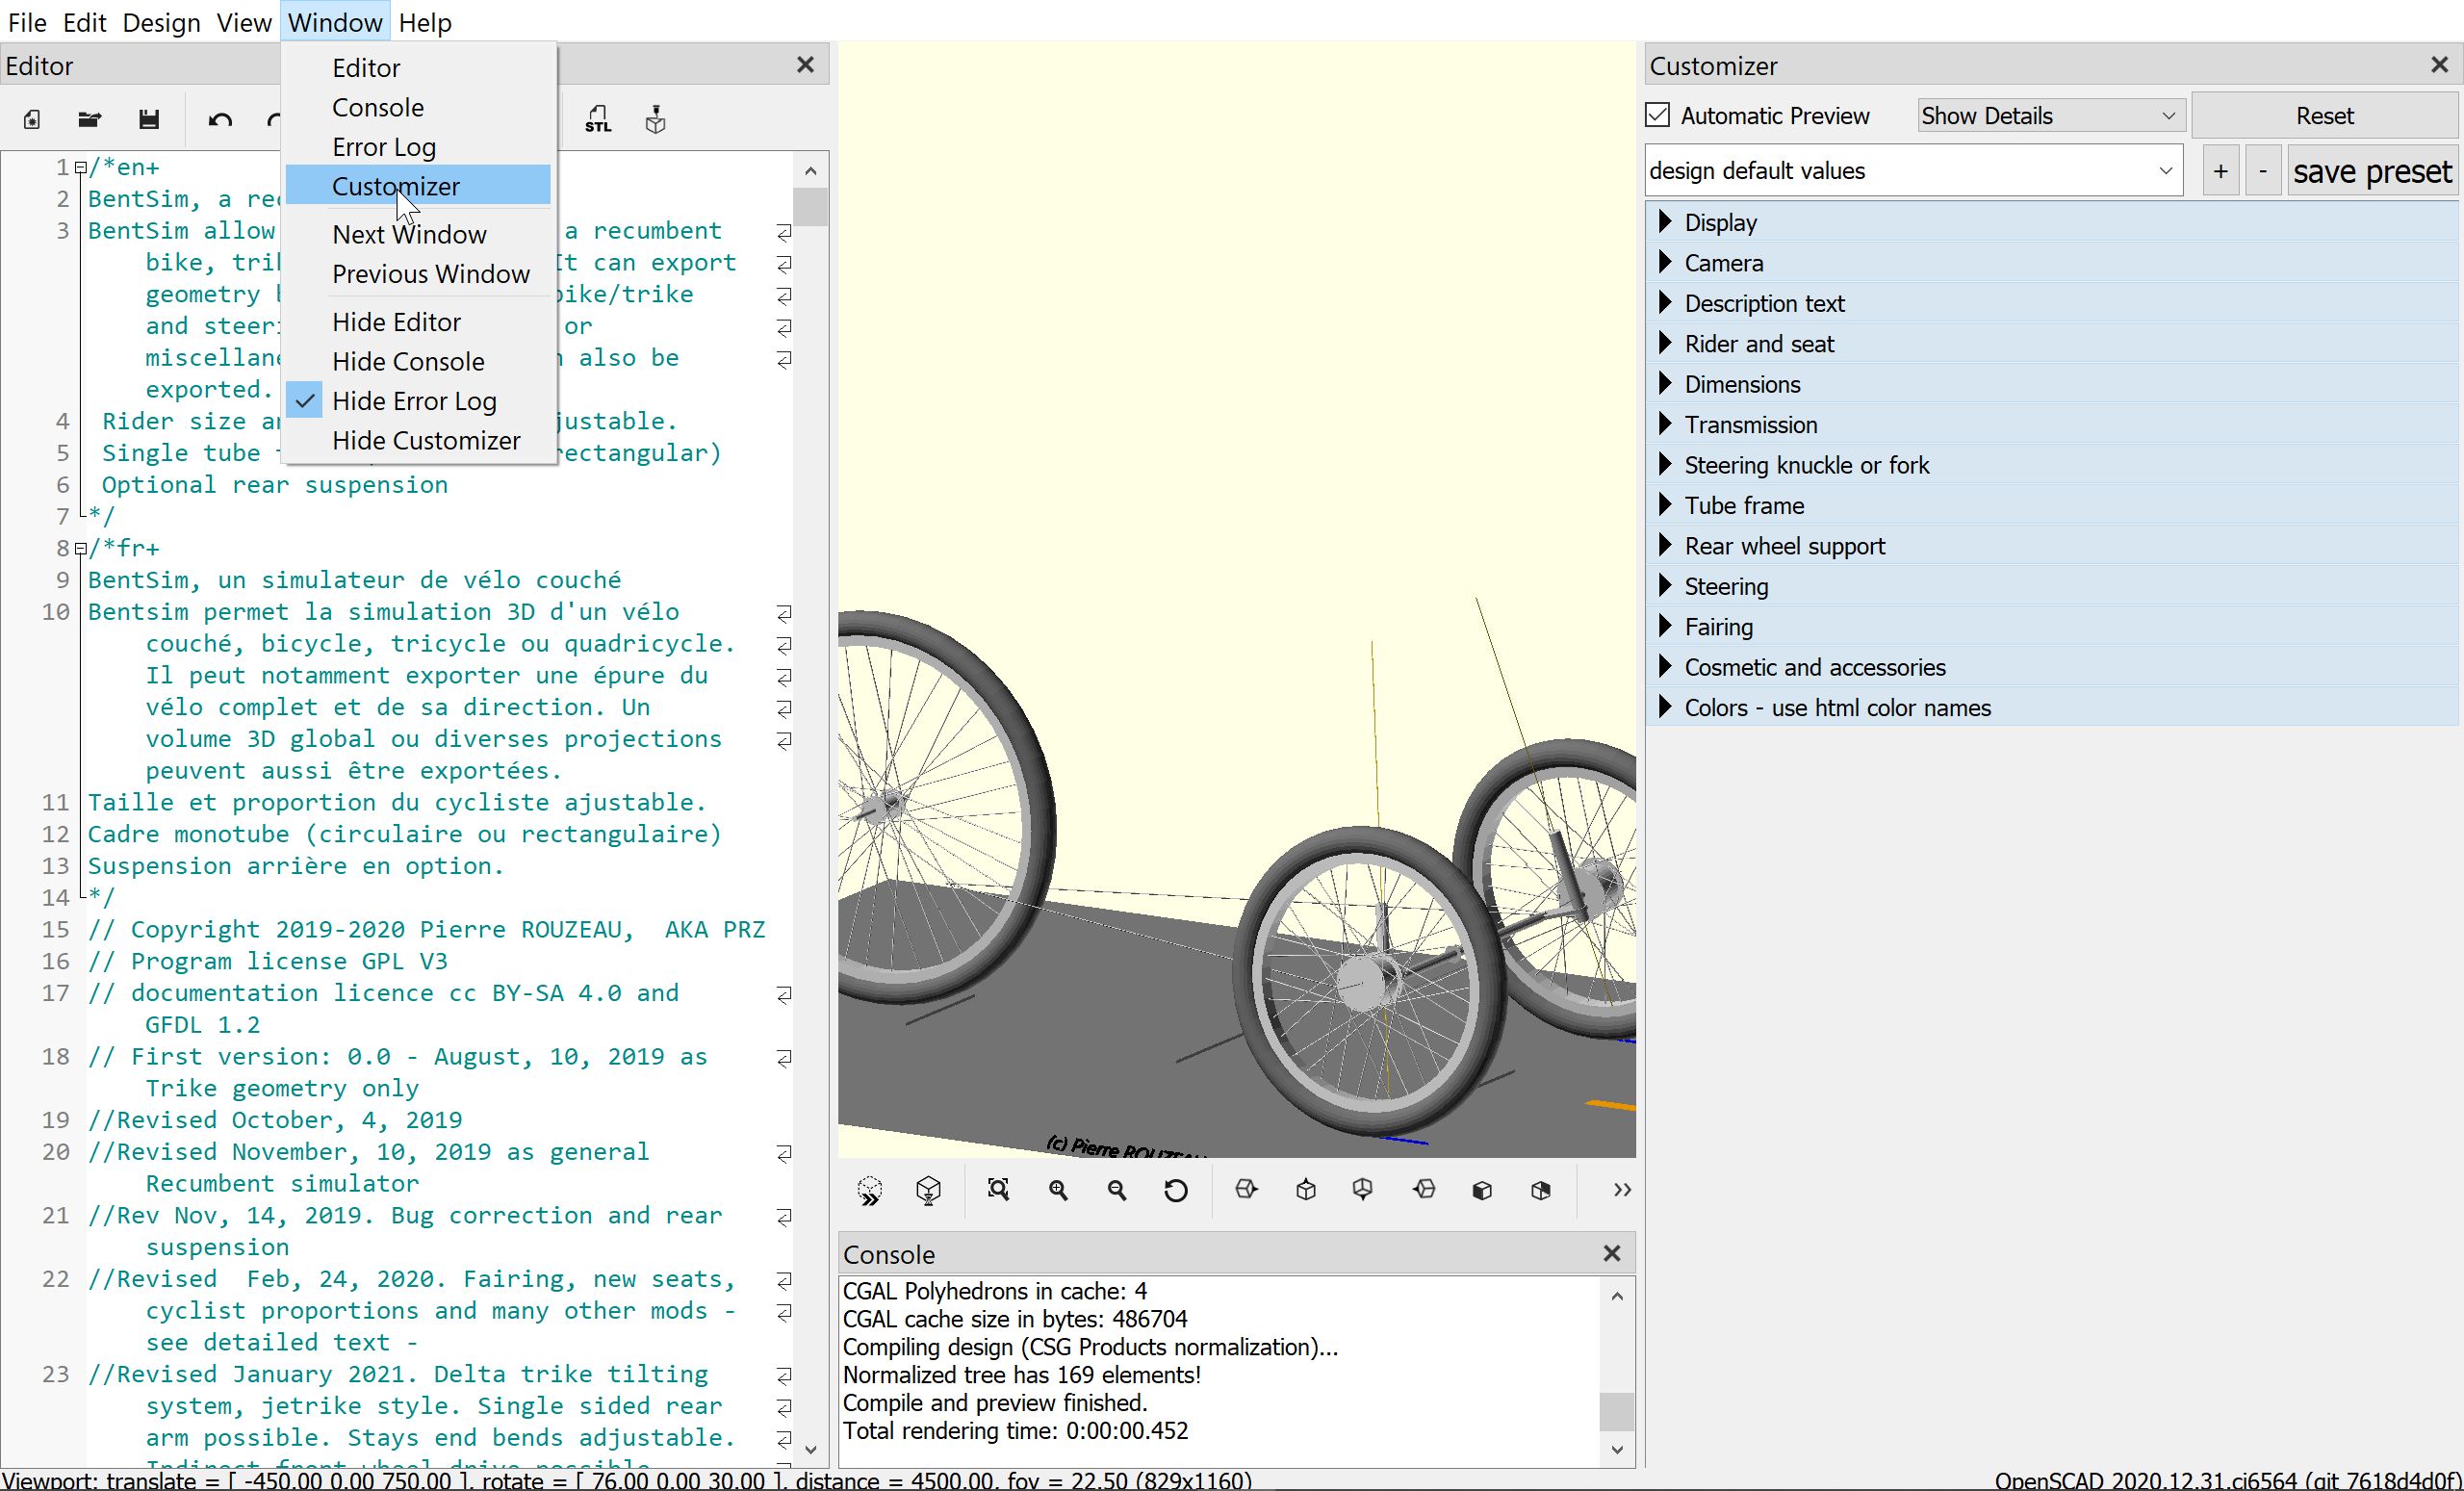 File Edit Design View Window Help
Editor
Editor
Console
Error Log
Customizer
Next Window
Previous Window
Hide Editor
Hide Console
Hide Error Log
Hide Customizer
STL
1 /*en+
2 BentSim, a re
3 BentSim allow a recumbent
bike, tri It can export
geometry bike/trike
and steer or
miscellane also be
exported.
4 Rider size a justable.
5 Single tube rectangular)
6 Optional rear suspension
7 */
8 /*fr+
9 BentSim, un simulateur de vélo couché
10 Bentsim permet la simulation 3D d'un vélo
couché, bicycle, tricycle ou quadricycle.
Il peut notamment exporter une épure du
vélo complet et de sa direction. Un
volume 3D global ou diverses projections
peuvent aussi être exportées.
11 Taille et proportion du cycliste ajustable.
12 Cadre monotube (circulaire ou rectangulaire)
13 Suspension arrière en option.
14 */
15 // Copyright 2019-2020 Pierre ROUZEAU, AKA PRZ
16 // Program license GPL V3
17 // documentation licence cc BY-SA 4.0 and
GFDL 1.2
18 // First version: 0.0 - August, 10, 2019 as
Trike geometry only
19 //Revised October, 4, 2019
20 //Revised November, 10, 2019 as general
Recumbent simulator
21 //Rev Nov, 14, 2019. Bug correction and rear
suspension
22 //Revised Feb, 24, 2020. Fairing, new seats,
cyclist proportions and many other mods -
see detailed text -
23 //Revised January 2021. Delta trike tilting
system, jetrike style. Single sided rear
arm possible. Stays end bends adjustable.
Indirect front wheel drive possible
(c) Pierre ROUZEAU
Console
CGAL Polyhedrons in cache: 4
CGAL cache size in bytes: 486704
Compiling design (CSG Products normalization)...
Normalized tree has 169 elements!
Compile and preview finished.
Total rendering time: 0:00:00.452
Customizer
Automatic Preview Show Details Reset
design default values + - save preset
Display
Camera
Description text
Rider and seat
Dimensions
Transmission
Steering knuckle or fork
Tube frame
Rear wheel support
Steering
Fairing
Cosmetic and accessories
Colors - use html color names
Viewport: translate = [ -450.00 0.00 750.00 ], rotate = [ 76.00 0.00 30.00 ], distance = 4500.00, fov = 22.50 (829x1160)
OpenSCAD 2020.12.31.ci6564 (git 7618d4d0f)